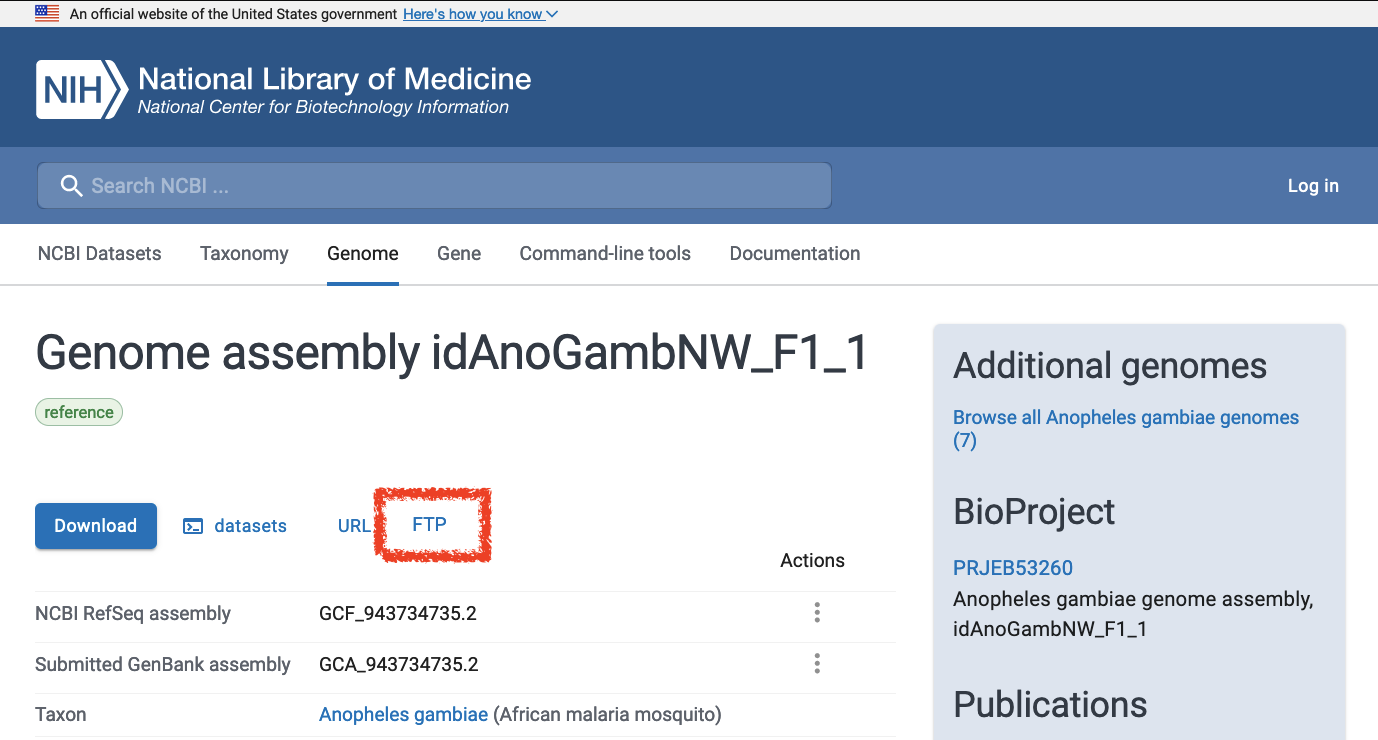 An official website of the United States government Here's how you know
NIH National Library of Medicine
National Center for Biotechnology Information
Search NCBI ...
Log in
NCBI Datasets Taxonomy Genome Gene Command-line tools Documentation
Genome assembly idAnoGambNW_F1_1
reference
Download datasets URL FTP
Actions
NCBI RefSeq assembly GCF_943734735.2
Submitted GenBank assembly GCA_943734735.2
Taxon Anopheles gambiae (African malaria mosquito)
Additional genomes
Browse all Anopheles gambiae genomes
(7)
BioProject
PRJEB53260
Anopheles gambiae genome assembly,
idAnoGambNW_F1_1
Publications